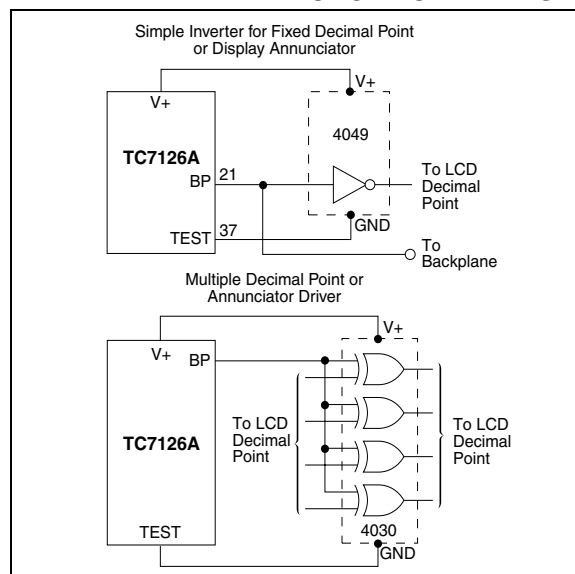 Simple Inverter for Fixed Decimal Point
or Display Annunciator
V+
V+
4049
TC7126A
BP
21
To LCD
Decimal
Point
TEST
37
GND
To
Backplane
Multiple Decimal Point or
Annunciator Driver
V+
V+
BP
To LCD
Decimal
Point
To LCD
Decimal
Point
TC7126A
TEST
4030
GND